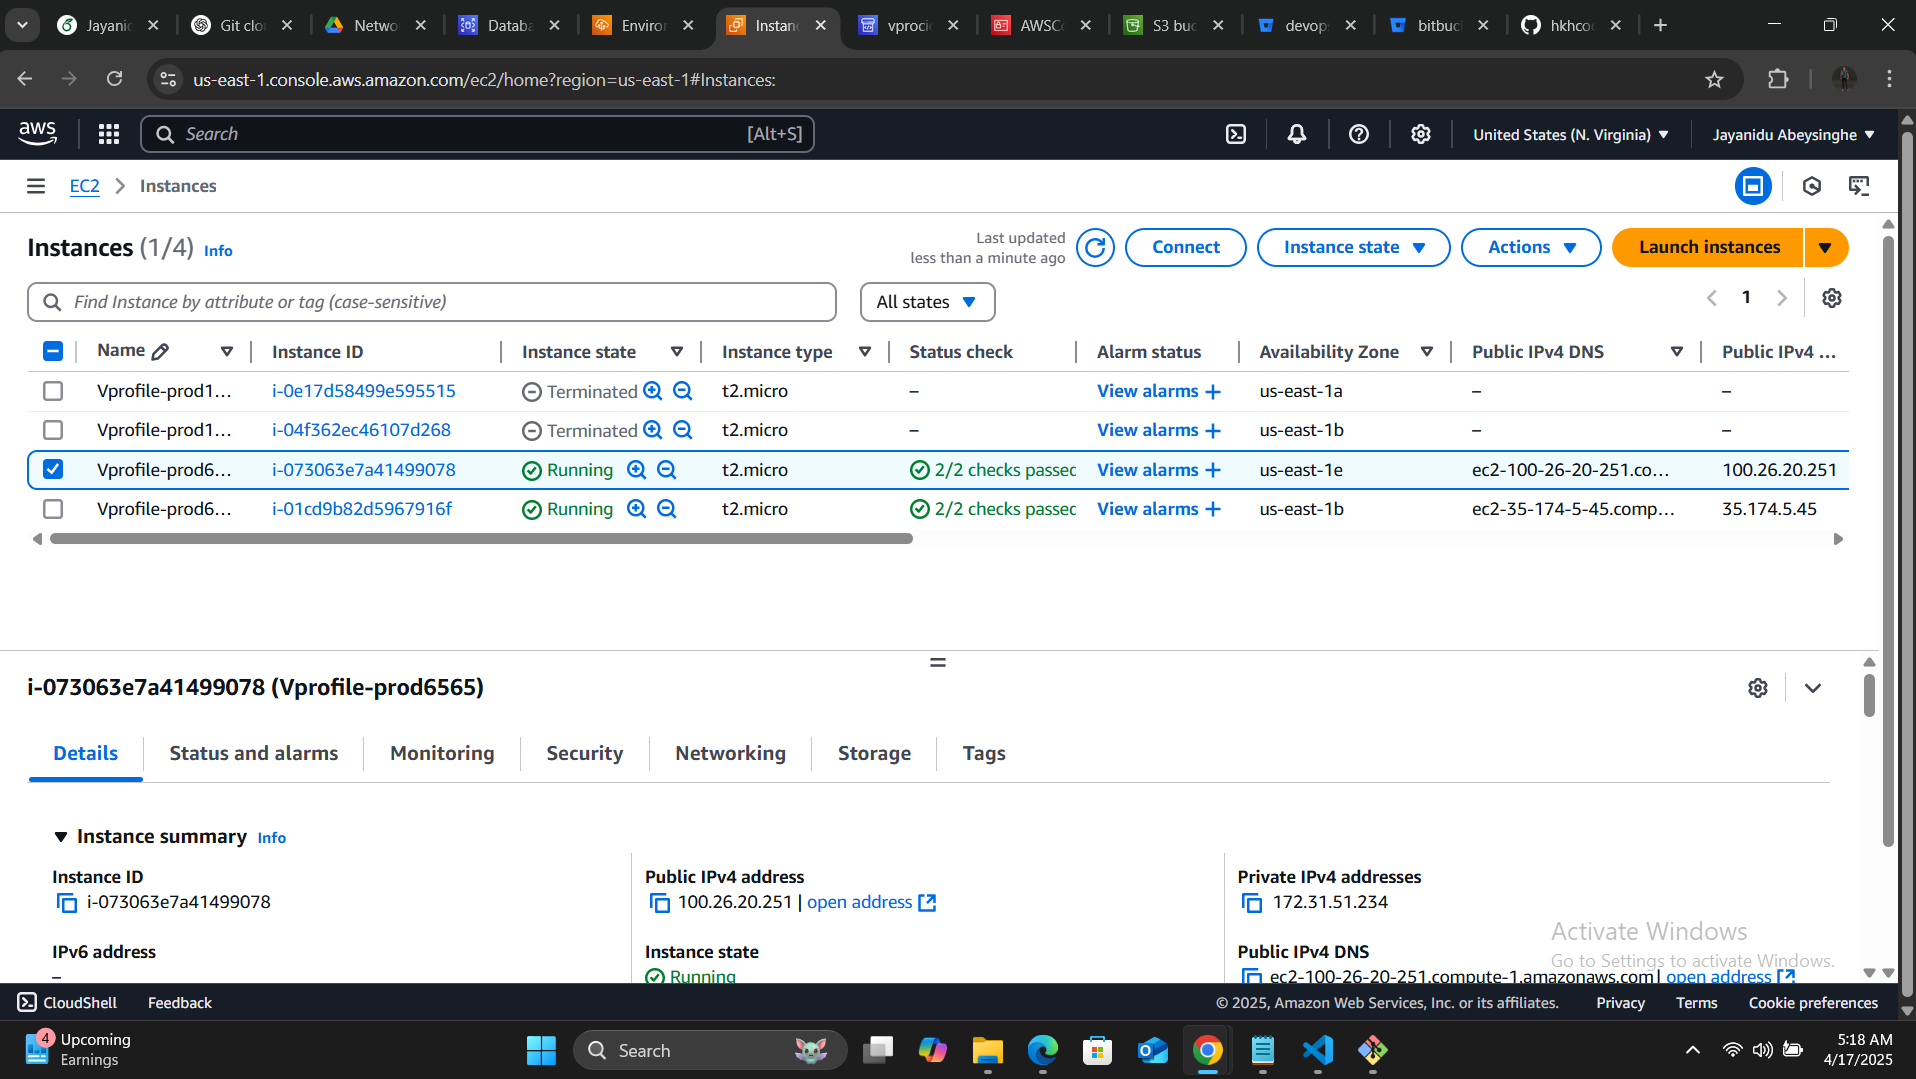 Jayani
Git clo
Netwo
Databa
Enviro
Instan
vproci
AWSCo
S3 buc
devop
bitbuc
hkhco
us-east-1.console.aws.amazon.com/ec2/home?region=us-east-1#Instances:
aws
Search [Alt+S]
United States (N. Virginia)
Jayanidu Abeysinghe
EC2 > Instances
Instances (1/4) Info
Last updated
less than a minute ago
Connect
Instance state
Actions
Launch instances
Find Instance by attribute or tag (case-sensitive)
All states
1
Name Instance ID Instance state Instance type Status check Alarm status Availability Zone Public IPv4 DNS Public IPv4 ...
Vprofile-prod1... i-0e17d58499e595515 Terminated t2.micro – View alarms + us-east-1a – –
Vprofile-prod1... i-04f362ec46107d268 Terminated t2.micro – View alarms + us-east-1b – –
Vprofile-prod6... i-073063e7a41499078 Running t2.micro 2/2 checks passed View alarms + us-east-1e ec2-100-26-20-251.co... 100.26.20.251
Vprofile-prod6... i-01cd9b82d5967916f Running t2.micro 2/2 checks passed View alarms + us-east-1b ec2-35-174-5-45.comp... 35.174.5.45
i-073063e7a41499078 (Vprofile-prod6565)
Details Status and alarms Monitoring Security Networking Storage Tags
Instance summary Info
Instance ID
i-073063e7a41499078
Public IPv4 address
100.26.20.251 | open address
Private IPv4 addresses
172.31.51.234
IPv6 address
–
Instance state
Running
Public IPv4 DNS
ec2-100-26-20-251.compute-1.amazonaws.com | open address
Activate Windows
Go to Settings to activate Windows.
CloudShell Feedback
© 2025, Amazon Web Services, Inc. or its affiliates. Privacy Terms Cookie preferences
4
Upcoming
Earnings
Search
5:18 AM
4/17/2025